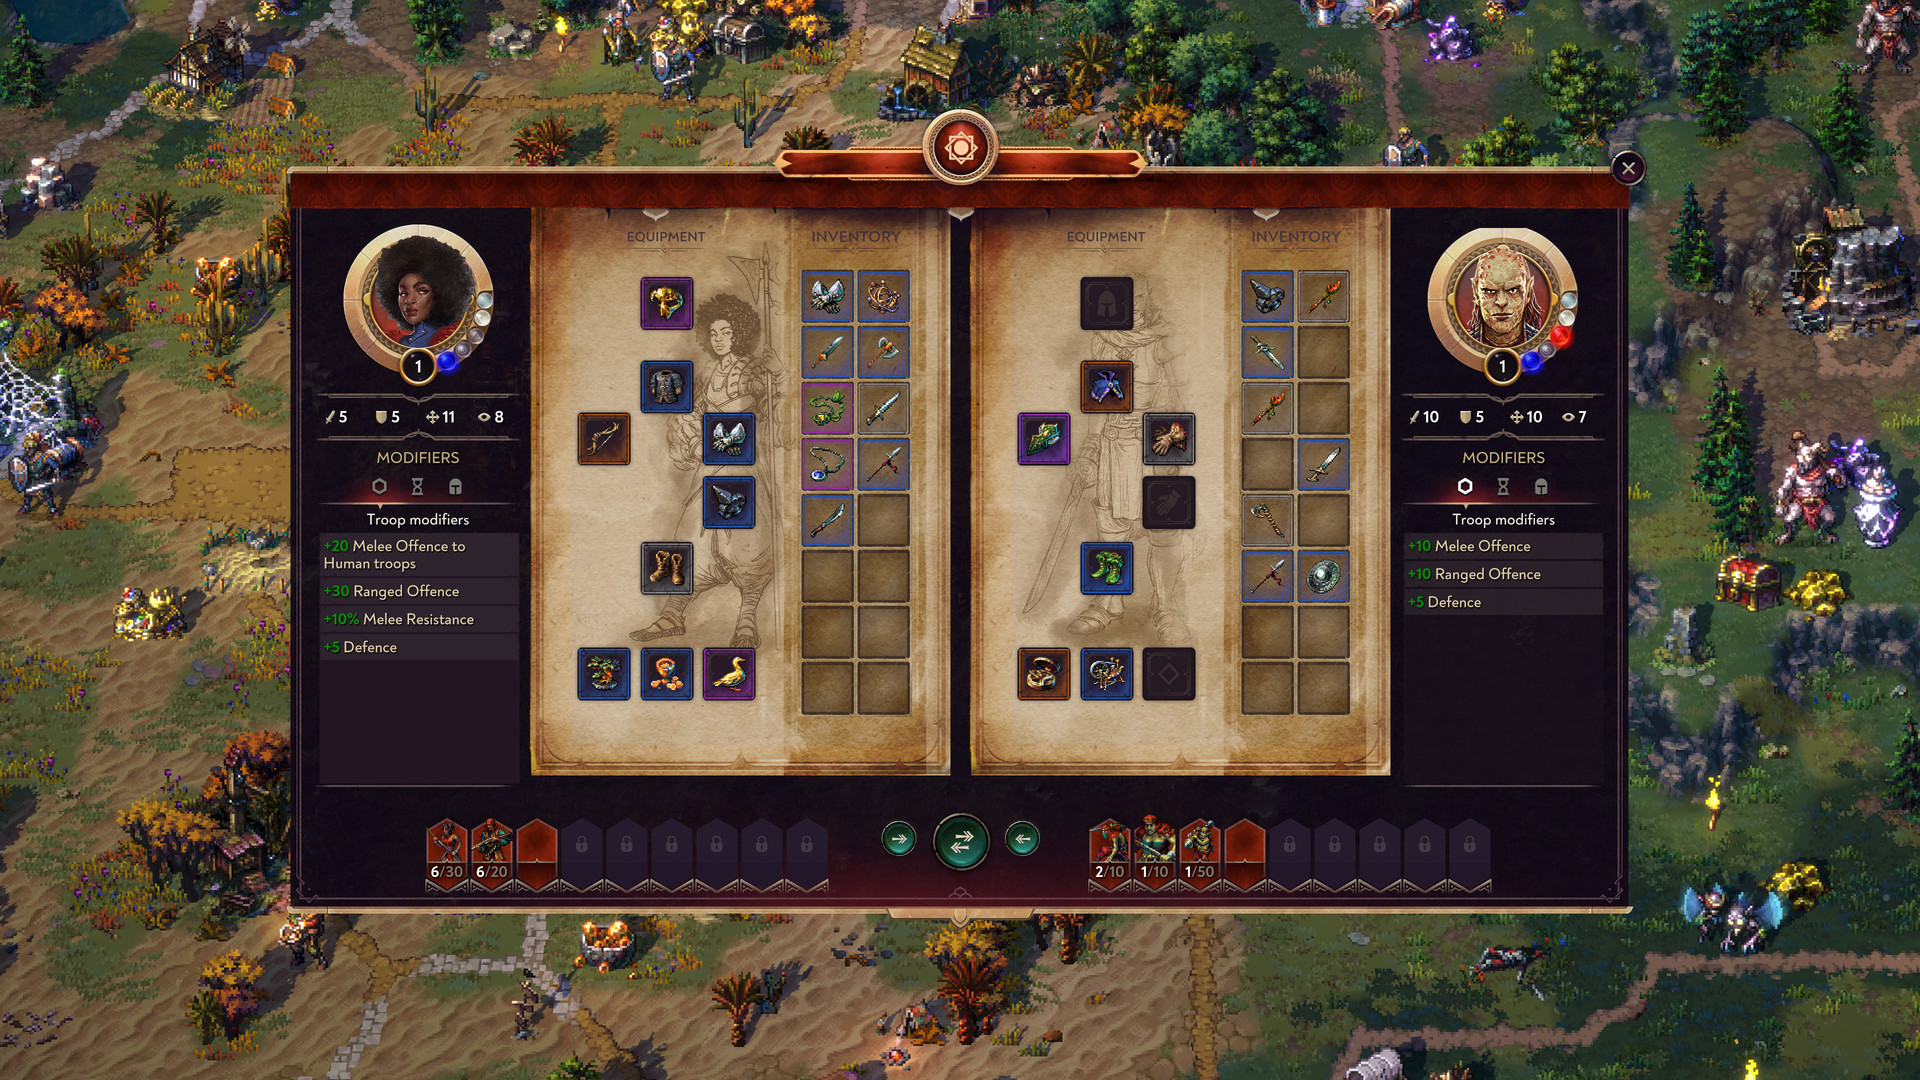 EQUIPMENT
INVENTORY
1
5 5 11 8
MODIFIERS
Troop modifiers
+20 Melee Offence to
Human troops
+30 Ranged Offence
+10% Melee Resistance
+5 Defence
6/30 6/20
EQUIPMENT
INVENTORY
1
10 5 10 7
MODIFIERS
Troop modifiers
+10 Melee Offence
+10 Ranged Offence
+5 Defence
2/10 1/10 1/50